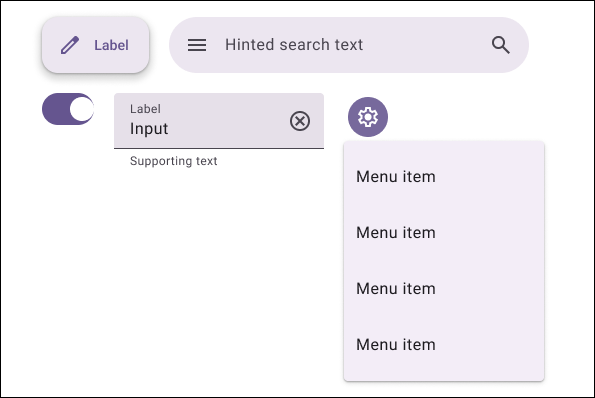 Label
Hinted search text
Label
Input
Supporting text
Menu item
Menu item
Menu item
Menu item